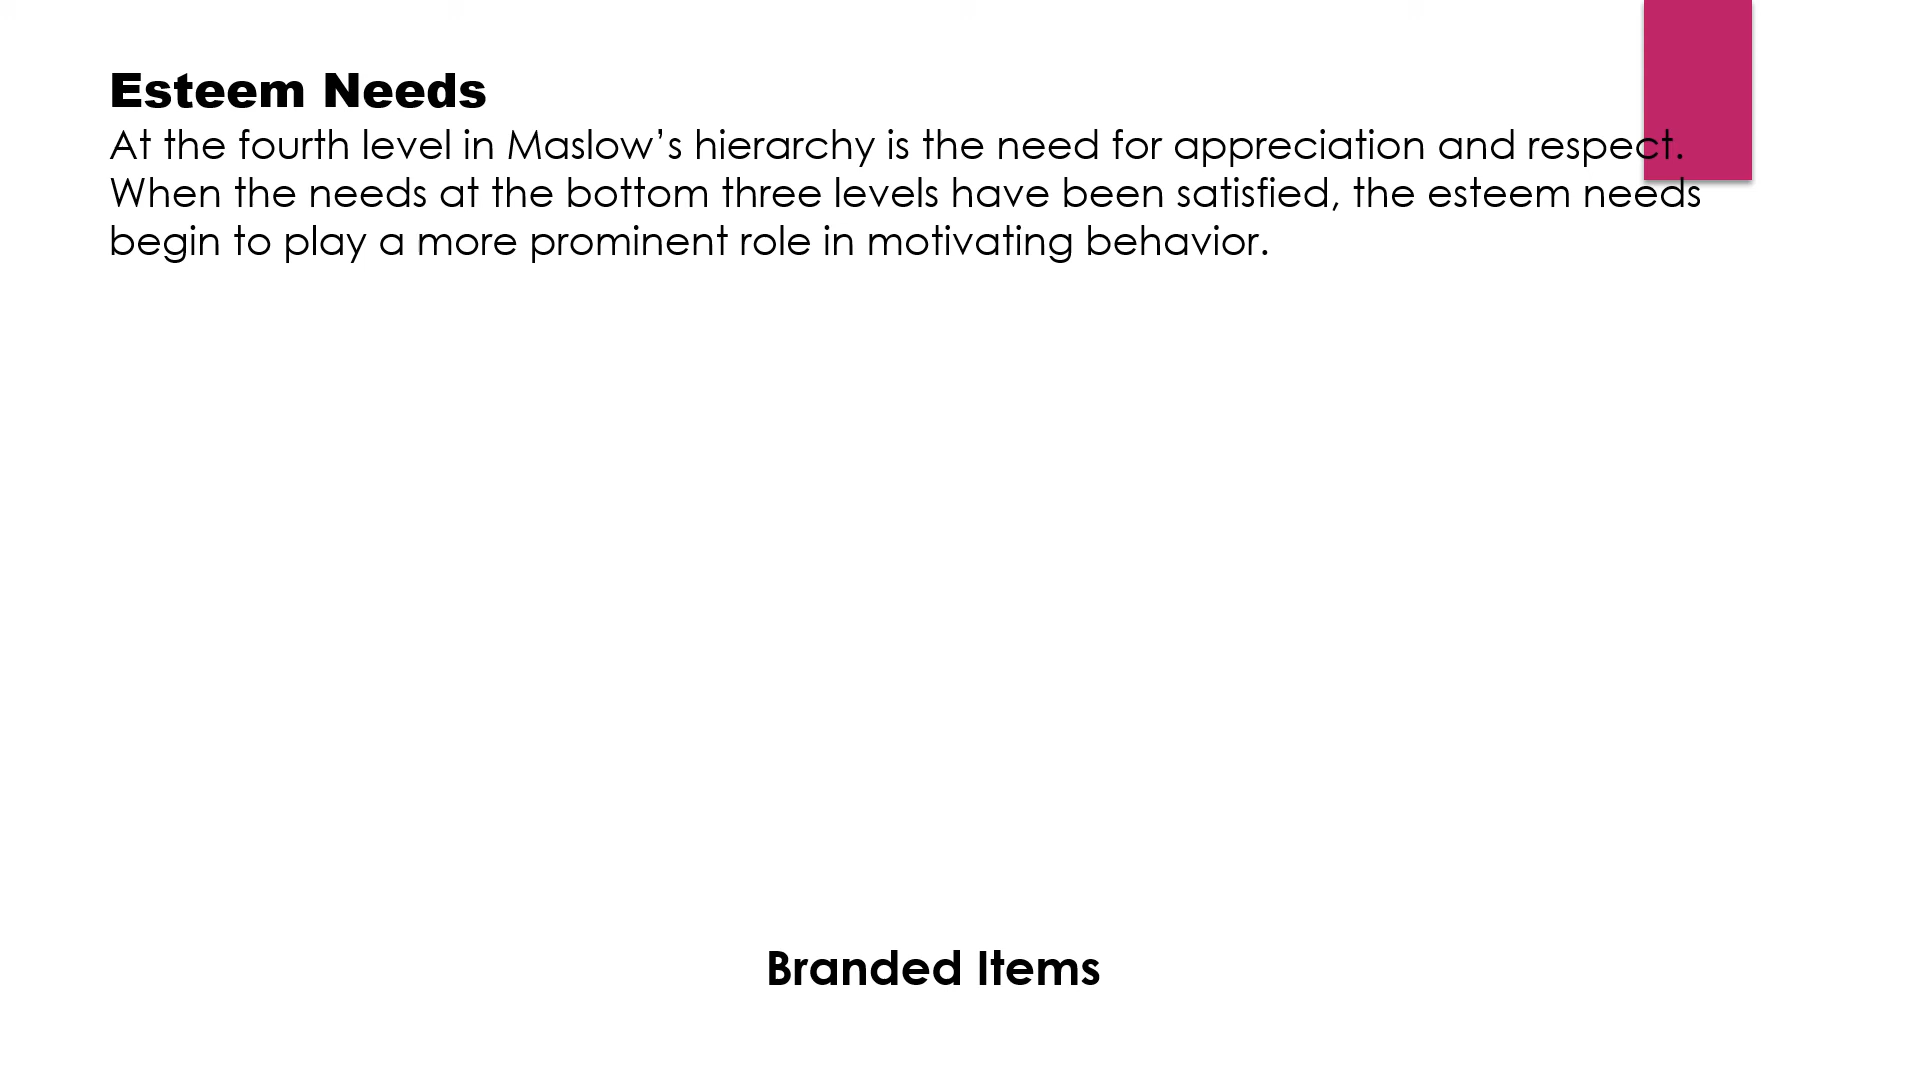 Esteem Needs
At the fourth level in Maslow’s hierarchy is the need for appreciation and respect.
When the needs at the bottom three levels have been satisfied, the esteem needs
begin to play a more prominent role in motivating behavior.
Branded Items